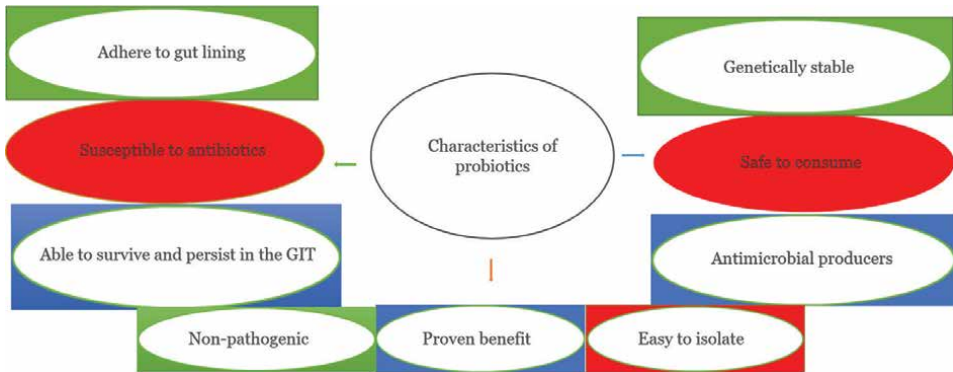 Adhere to gut lining
Susceptible to antibiotics
Able to survive and persist in the GIT
Characteristics of
probiotics
Genetically stable
Safe to consume
Antimicrobial producers
Non-pathogenic
Proven benefit
Easy to isolate